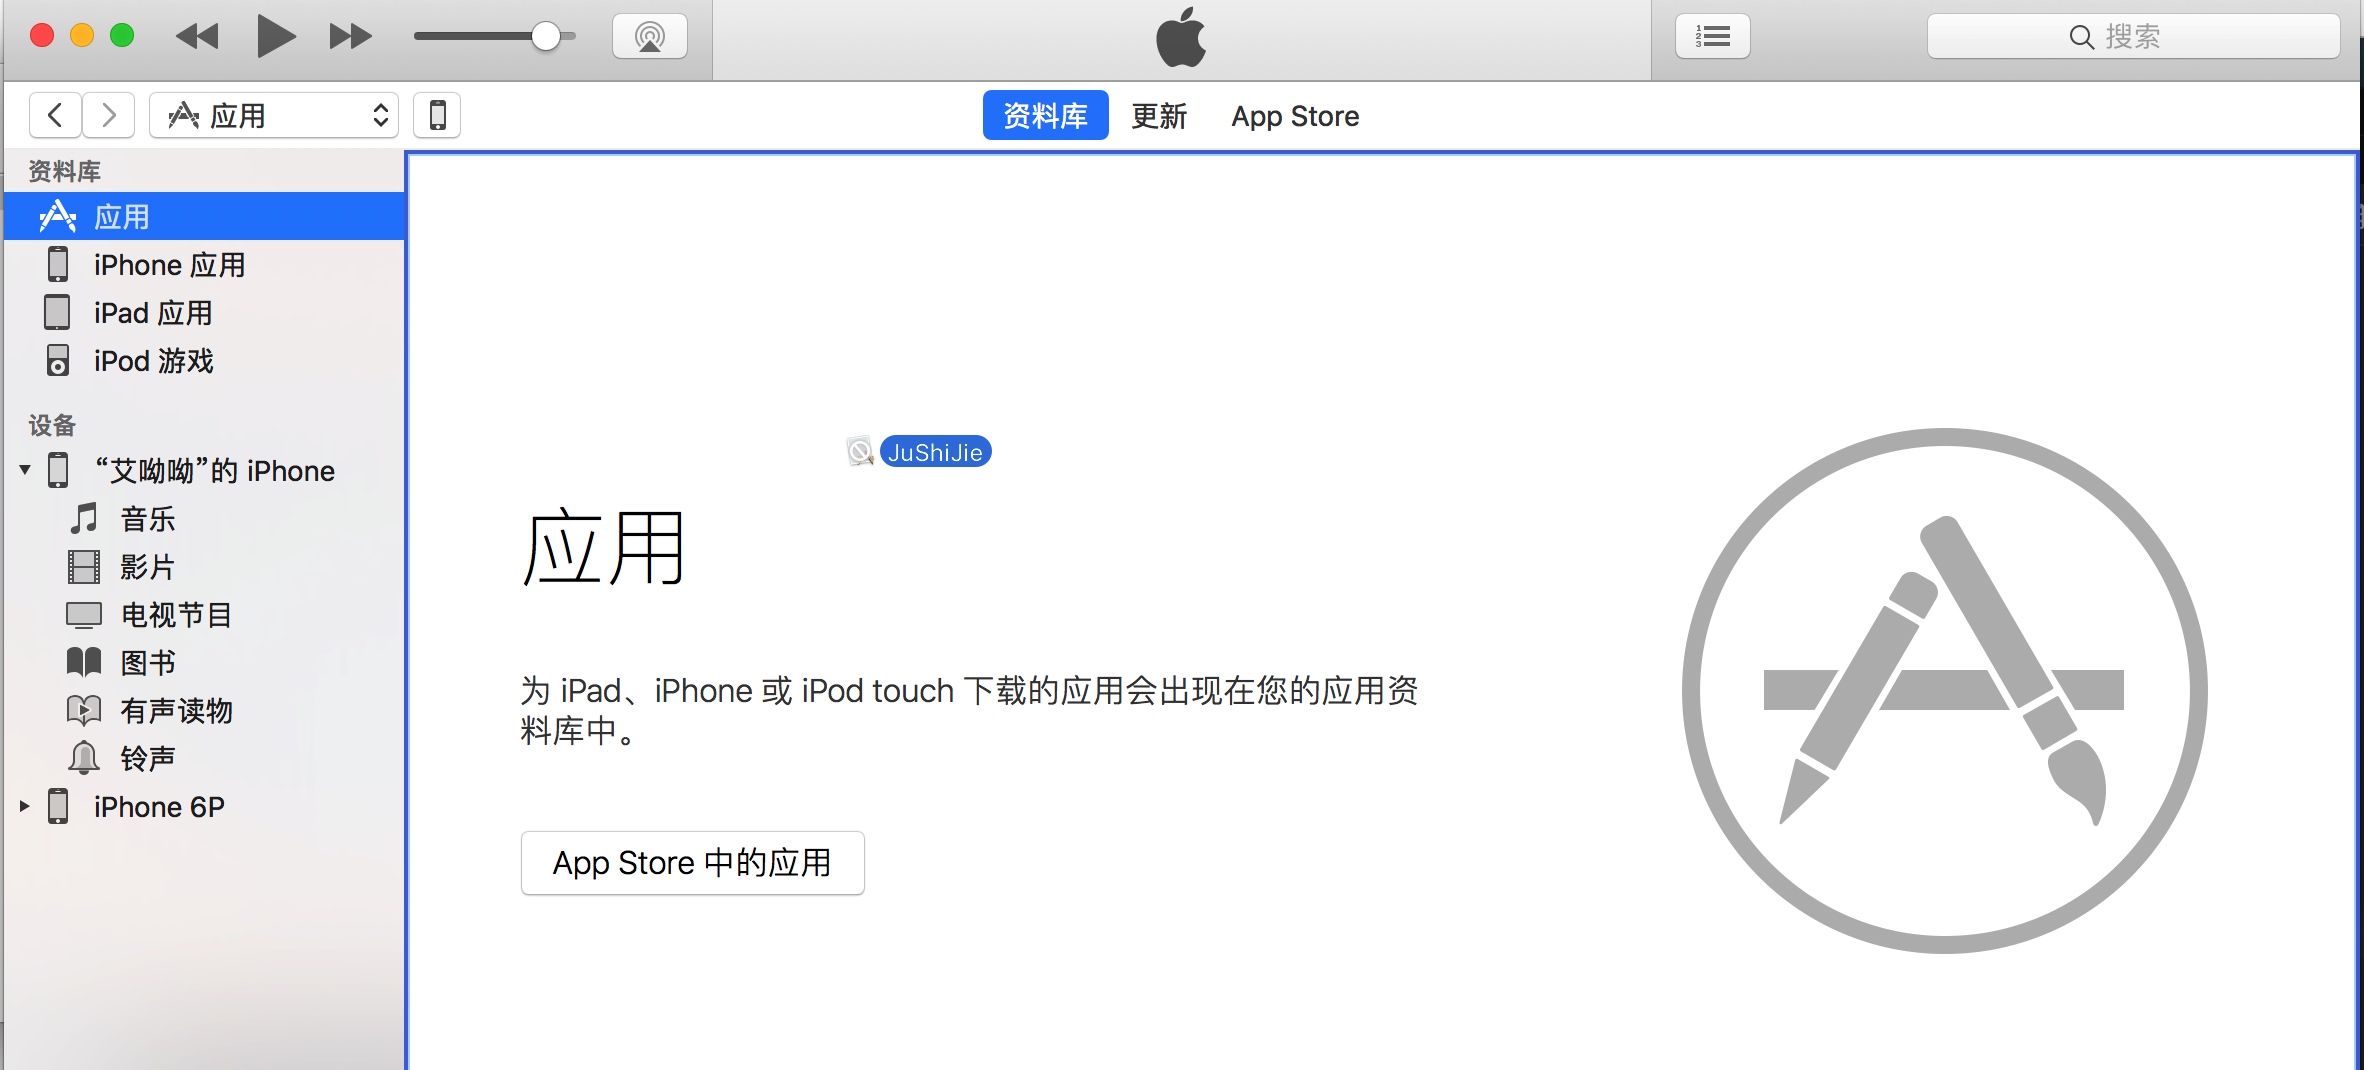 搜索
应用
资料库
更新
App Store
资料库
应用
iPhone 应用
iPad 应用
iPod 游戏
设备
“艾呦呦”的 iPhone
音乐
影片
电视节目
图书
有声读物
铃声
iPhone 6P
JuShiJie
应用
为 iPad、iPhone 或 iPod touch 下载的应用会出现在您的应用资
料库中。
App Store 中的应用